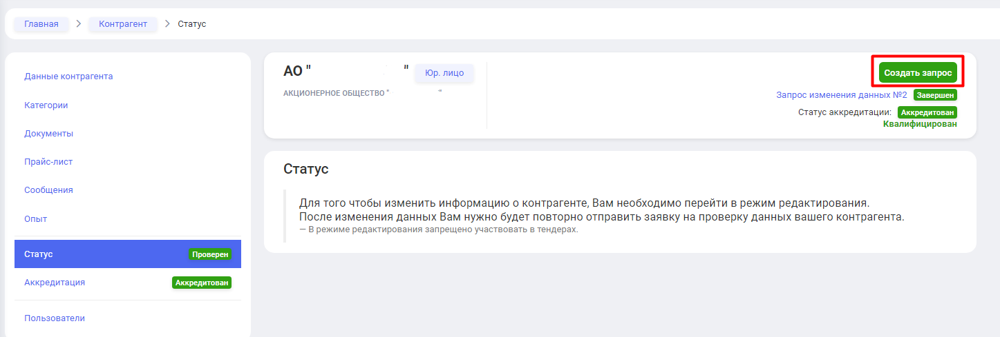 Главная > Контрагент > Статус
Данные контрагента
Категории
Документы
Прайс-лист
Сообщения
Опыт
Статус Проверен
Аккредитация Аккредитован
Пользователи
АО " " Юр. лицо
АКЦИОНЕРНОЕ ОБЩЕСТВО " "
Создать запрос
Запрос изменения данных №2 Завершен
Статус аккредитации: Аккредитован
Квалифицирован
Статус
Для того чтобы изменить информацию о контрагенте, Вам необходимо перейти в режим редактирования.
После изменения данных Вам нужно будет повторно отправить заявку на проверку данных вашего контрагента.
— В режиме редактирования запрещено участвовать в тендерах.